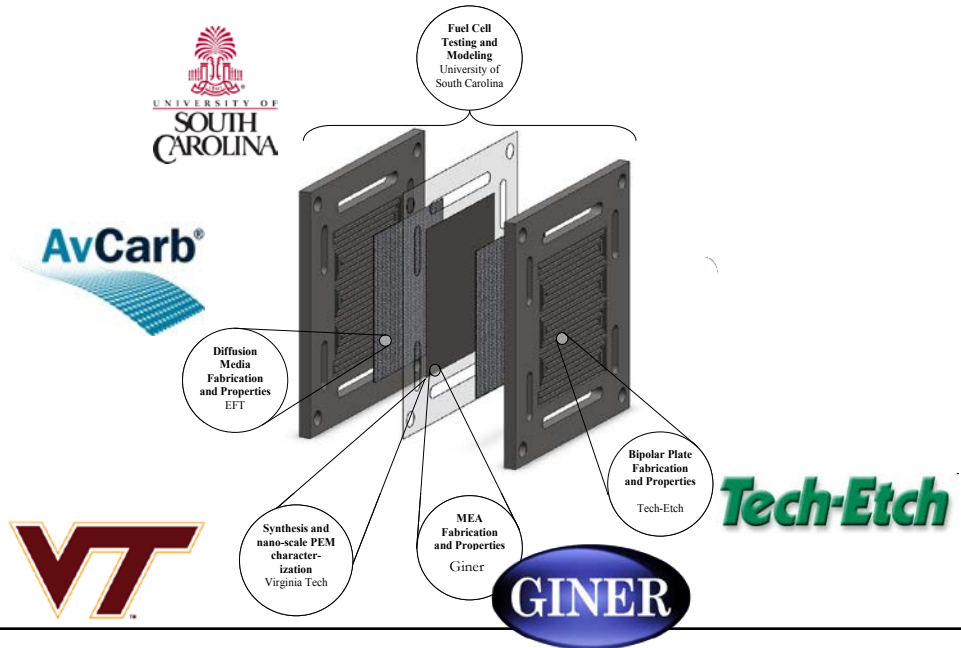 Fuel Cell
Testing and
Modeling
University of
South Carolina
UNIVERSITY OF
SOUTH
CAROLINA
AvCarb®
Diffusion
Media
Fabrication
and Properties
EFT
Bipolar Plate
Fabrication
and Properties
Tech-Etch
Tech-Etch
Synthesis and
nano-scale PEM
character-
ization
Virginia Tech
MEA
Fabrication
and Properties
Giner
VT
TM
GINER